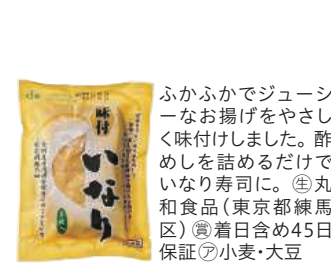 味付
いなり
ふかふかでジューシ
ーなお揚げをやさし
く味付けしました。酢
めしを詰めるだけで
いなり寿司に。㊤丸
和食品(東京都練馬
区)㊤着日含め45日
保証㋐小麦・大豆